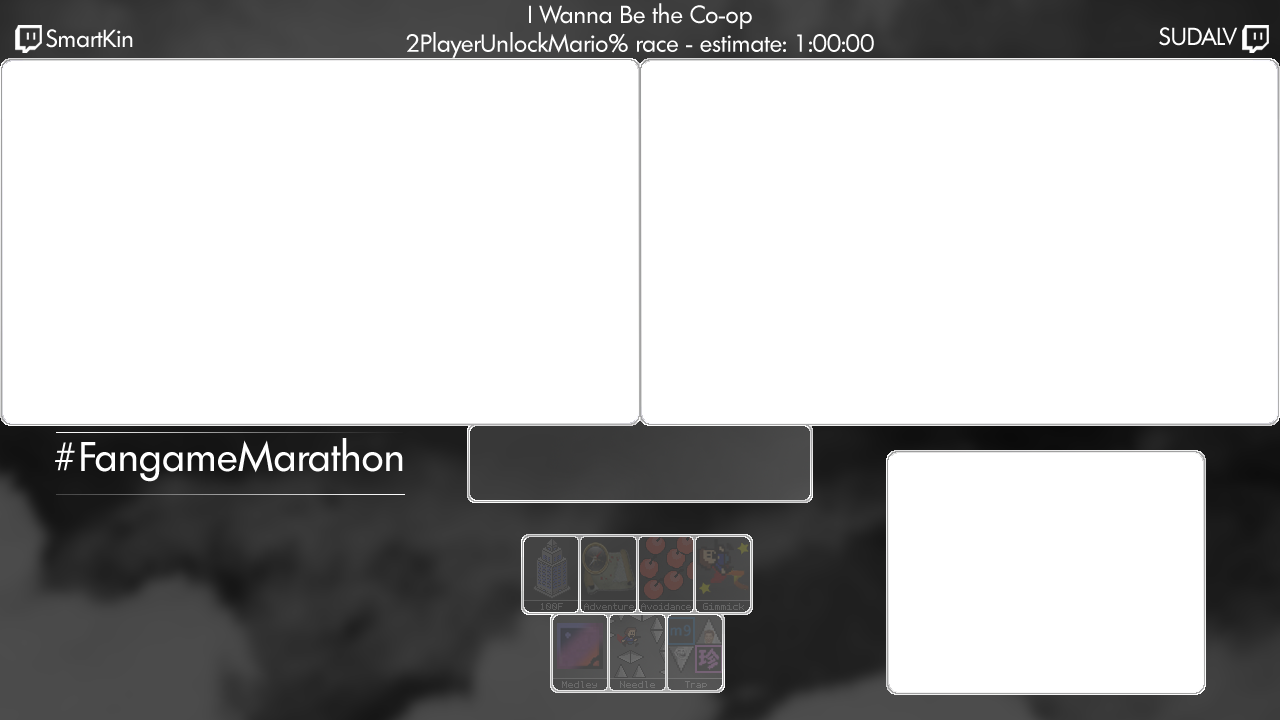 I Wanna Be the Co-op
SmartKin
2PlayerUnlockMario% race - estimate: 1:00:00
SUDALV
#FangameMarathon
100F
Adventure
Avoidance
Gimmick
m9
珍
Medley
Needle
Trap